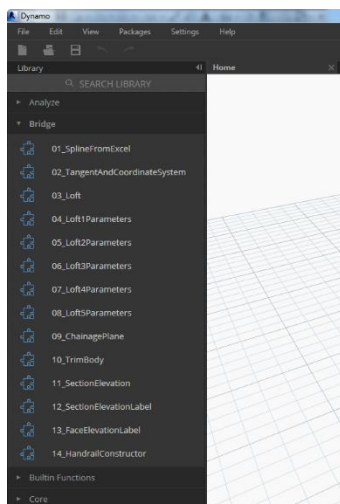 Dynamo
File Edit View Packages Settings Help
Library Home
SEARCH LIBRARY
Analyze
Bridge
01_SplineFromExcel
02_TangentAndCoordinateSystem
03_Loft
04_Loft1Parameters
05_Loft2Parameters
06_Loft3Parameters
07_Loft4Parameters
08_Loft5Parameters
09_ChainagePlane
10_TrimBody
11_SectionElevation
12_SectionElevationLabel
13_FaceElevationLabel
14_HandrailConstructor
Builtin Functions
Core